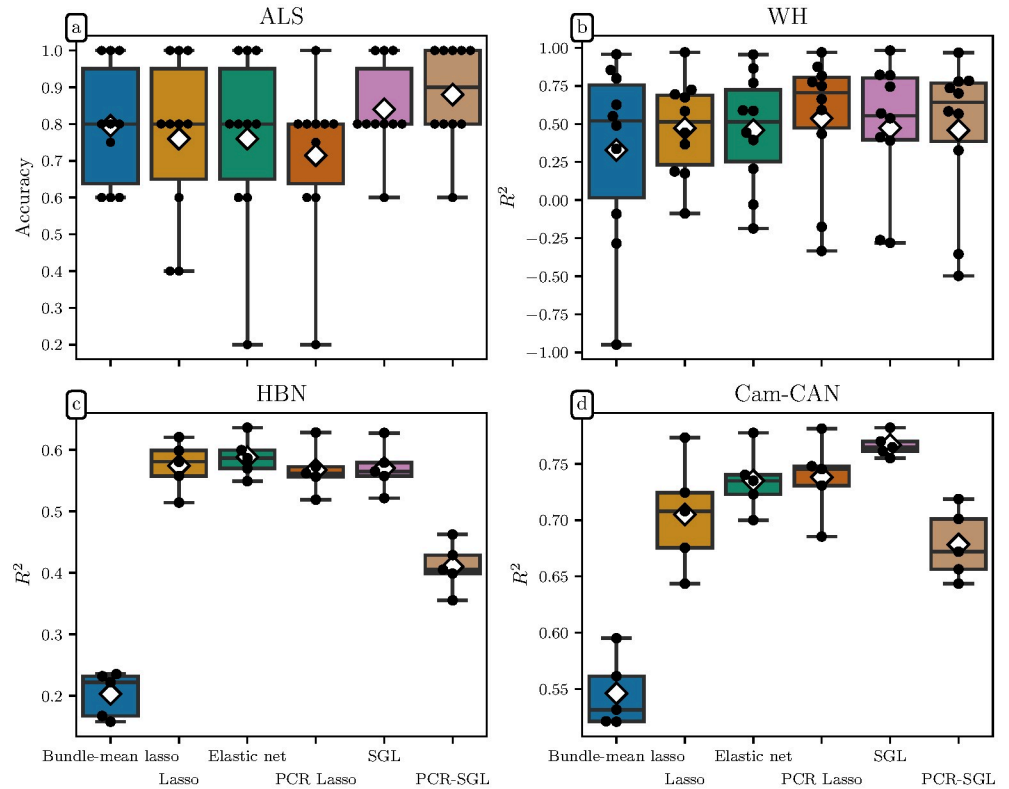 a
ALS
1.0
0.9
0.8
0.7
0.6
0.5
0.4
0.3
0.2
Accuracy
b
WH
1.00
0.75
0.50
0.25
0.00
−0.25
−0.50
−0.75
−1.00
R²
c
HBN
0.6
0.5
0.4
0.3
0.2
R²
Bundle-mean lasso
Elastic net
SGL
Lasso
PCR Lasso
PCR-SGL
d
Cam-CAN
0.75
0.70
0.65
0.60
0.55
R²
Bundle-mean lasso
Elastic net
SGL
Lasso
PCR Lasso
PCR-SGL